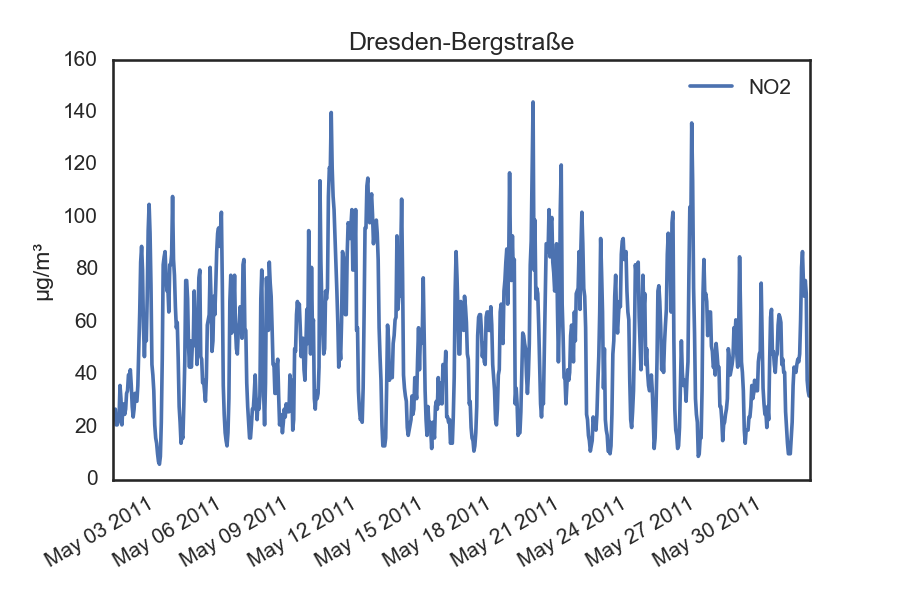 Dresden-Bergstraße
NO2
µg/m³
160
140
120
100
80
60
40
20
0
May 03 2011
May 06 2011
May 09 2011
May 12 2011
May 15 2011
May 18 2011
May 21 2011
May 24 2011
May 27 2011
May 30 2011